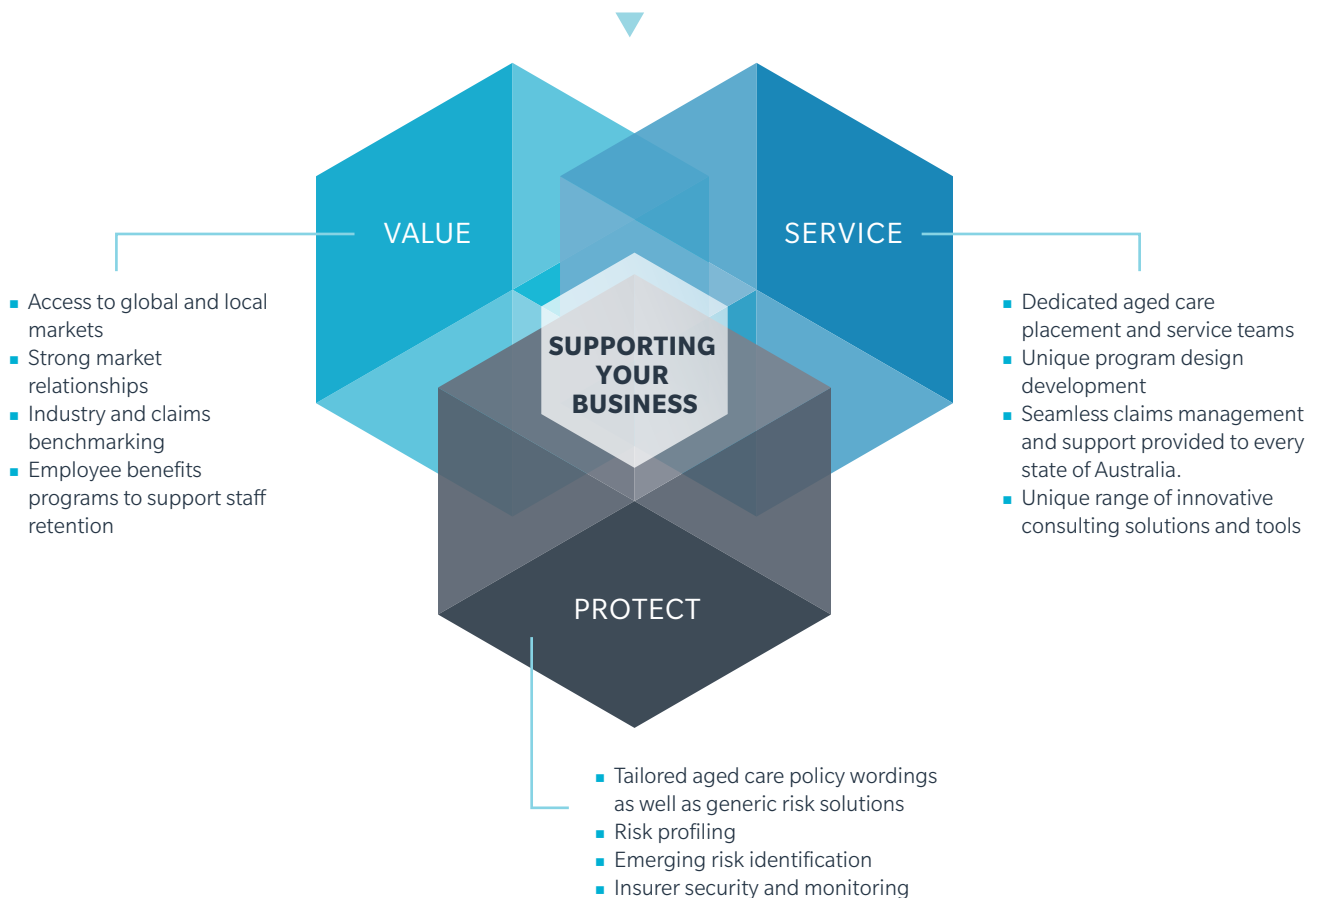 VALUE
SERVICE
Access to global and local
markets
Strong market
relationships
Industry and claims
benchmarking
Employee benefits
programs to support staff
retention
SUPPORTING
YOUR
BUSINESS
Dedicated aged care
placement and service teams
Unique program design
development
Seamless claims management
and support provided to every
state of Australia.
Unique range of innovative
consulting solutions and tools
PROTECT
Tailored aged care policy wordings
as well as generic risk solutions
Risk profiling
Emerging risk identification
Insurer security and monitoring